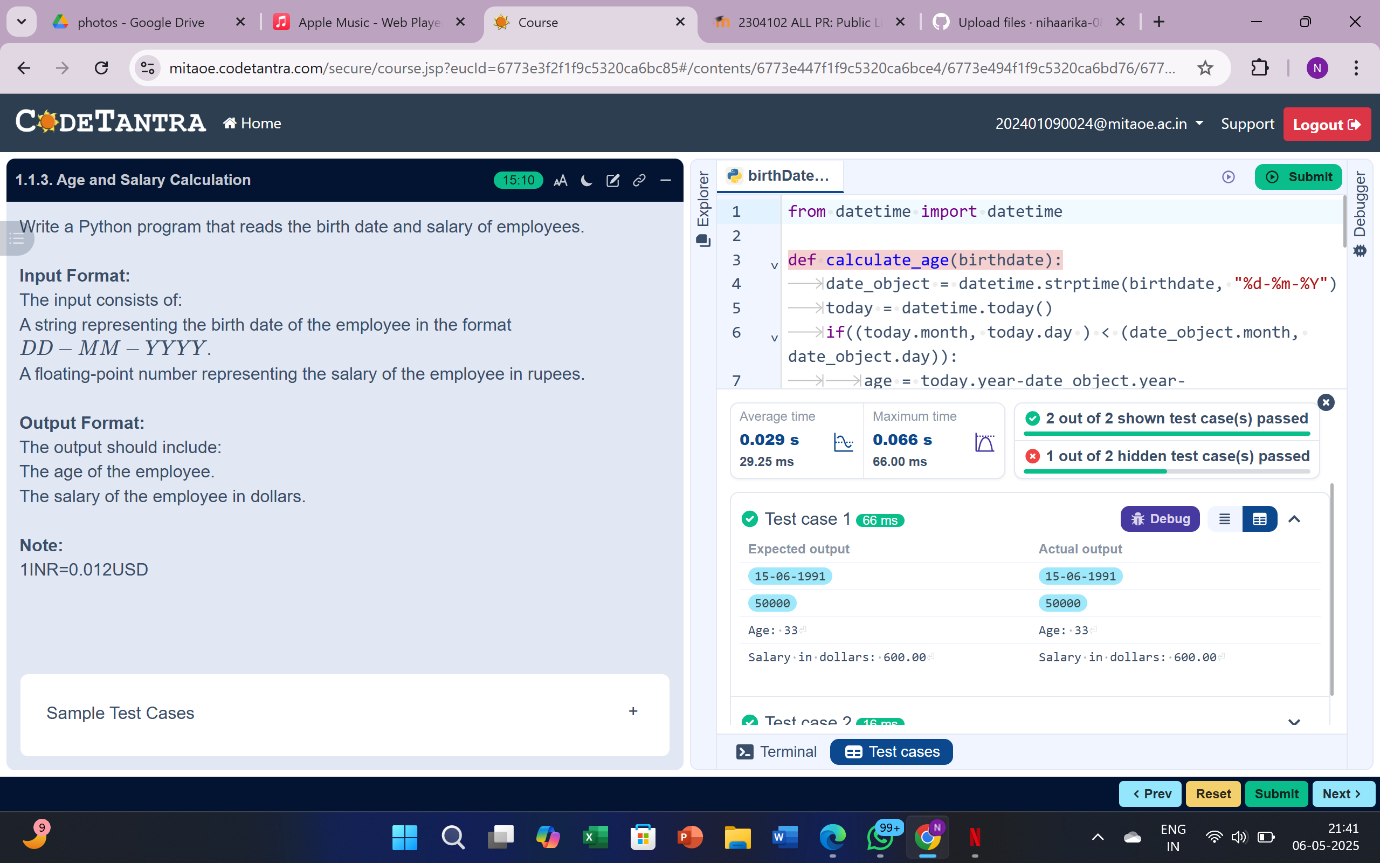 photos - Google Drive
Apple Music - Web Playe
Course
2304102 ALL PR: Public L
Upload files · nihaarika-0
mitaoe.codetantra.com/secure/course.jsp?eucId=6773e3f2f1f9c5320ca6bc85#/contents/6773e447f1f9c5320ca6bce4/6773e494f1f9c5320ca6bd76/677...
N
CODETANTRA
Home
202401090024@mitaoe.ac.in
Support
Logout
1.1.3. Age and Salary Calculation
15:10
AA
Write a Python program that reads the birth date and salary of employees.
Input Format:
The input consists of:
A string representing the birth date of the employee in the format
DD − MM − YYYY.
A floating-point number representing the salary of the employee in rupees.
Output Format:
The output should include:
The age of the employee.
The salary of the employee in dollars.
Note:
1INR=0.012USD
Sample Test Cases
+
Explorer
birthDate...
Submit
Debugger
1 from datetime import datetime
2
3 def calculate_age(birthdate):
4 date_object = datetime.strptime(birthdate, "%d-%m-%Y")
5 today = datetime.today()
6 if((today.month, today.day ) < (date_object.month,
date_object.day)):
7 age = today.year-date_object.year-
Average time
0.029 s
29.25 ms
Maximum time
0.066 s
66.00 ms
2 out of 2 shown test case(s) passed
1 out of 2 hidden test case(s) passed
Test case 1 66 ms
Debug
Expected output
Actual output
15-06-1991
15-06-1991
50000
50000
Age: 33
Age: 33
Salary in dollars: 600.00
Salary in dollars: 600.00
Test case 2 16 ms
Terminal
Test cases
< Prev
Reset
Submit
Next >
9
99+
N
ENG
IN
21:41
06-05-2025